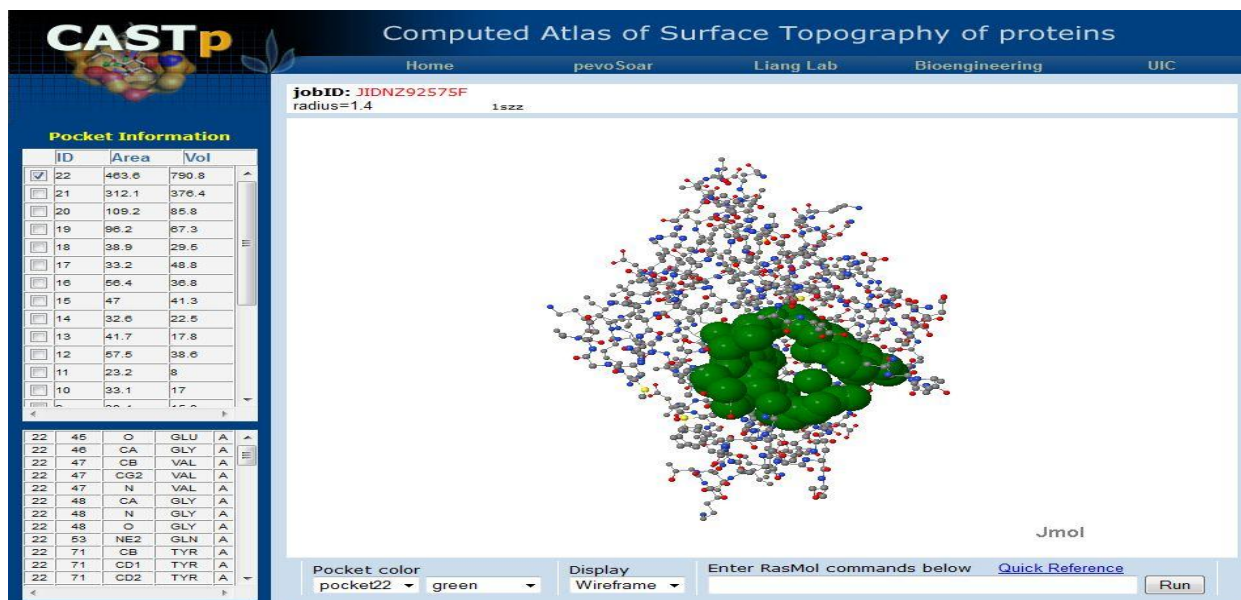 CASTp
Computed Atlas of Surface Topography of proteins
Home pevoSoar Liang Lab Bioengineering UIC
jobID: JIDNZ92575F
radius=1.4 1szz
Pocket Information
ID Area Vol
22 463.6 790.8
21 312.1 376.4
20 109.2 85.8
19 96.2 67.3
18 38.9 29.5
17 33.2 48.8
16 56.4 36.8
15 47 41.3
14 32.6 22.5
13 41.7 17.8
12 57.5 38.6
11 23.2 8
10 33.1 17
22 45 O GLU A
22 46 CA GLY A
22 47 CB VAL A
22 47 CG2 VAL A
22 47 N VAL A
22 48 CA GLY A
22 48 N GLY A
22 48 O GLY A
22 53 NE2 GLN A
22 71 CB TYR A
22 71 CD1 TYR A
22 71 CD2 TYR A
Jmol
Pocket color Display Enter RasMol commands below Quick Reference
pocket22 green Wireframe Run